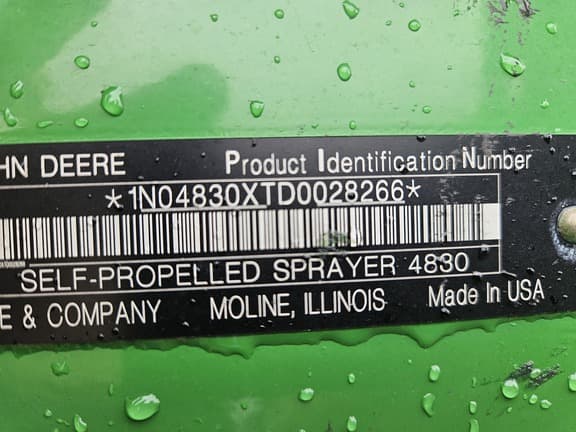 HN DEERE Product Identification Number
*1N04830XTD0028266*
SELF-PROPELLED SPRAYER 4830
E & COMPANY MOLINE, ILLINOIS Made In USA